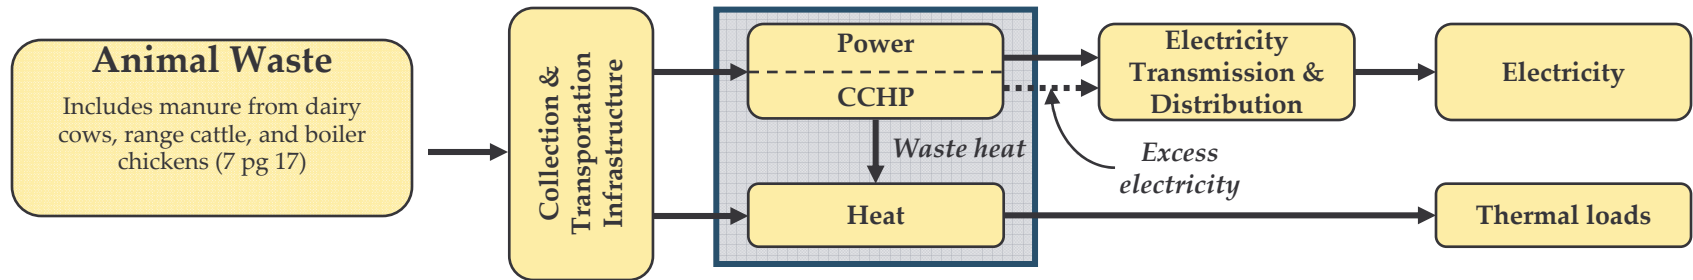 Animal Waste
Includes manure from dairy
cows, range cattle, and boiler
chickens (7 pg 17)
Collection &
Transportation
Infrastructure
Power
CCHP
Waste heat
Heat
Excess
electricity
Electricity
Transmission &
Distribution
Electricity
Thermal loads